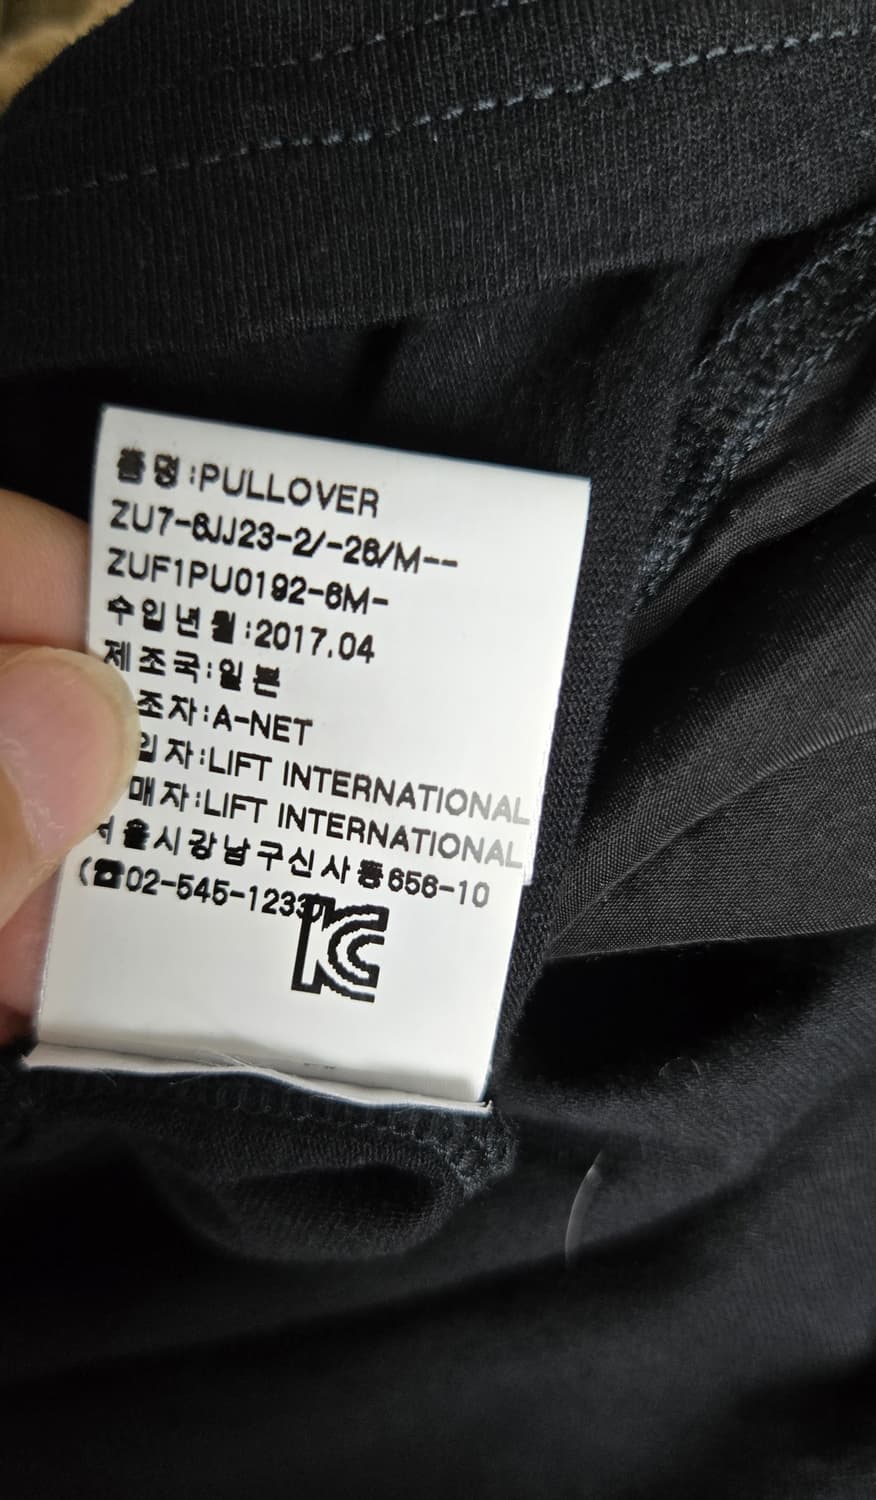 품 명:PULLOVER
ZU7-6JJ23-2/-26/M--
ZUF1PU0192-6M-
수입년월:2017.04
제조국:일본
조자:A-NET
입자:LIFT INTERNATIONAL
매자:LIFT INTERNATIONAL
서울시강남구신사동656-10
(☎02-545-1233)
KC